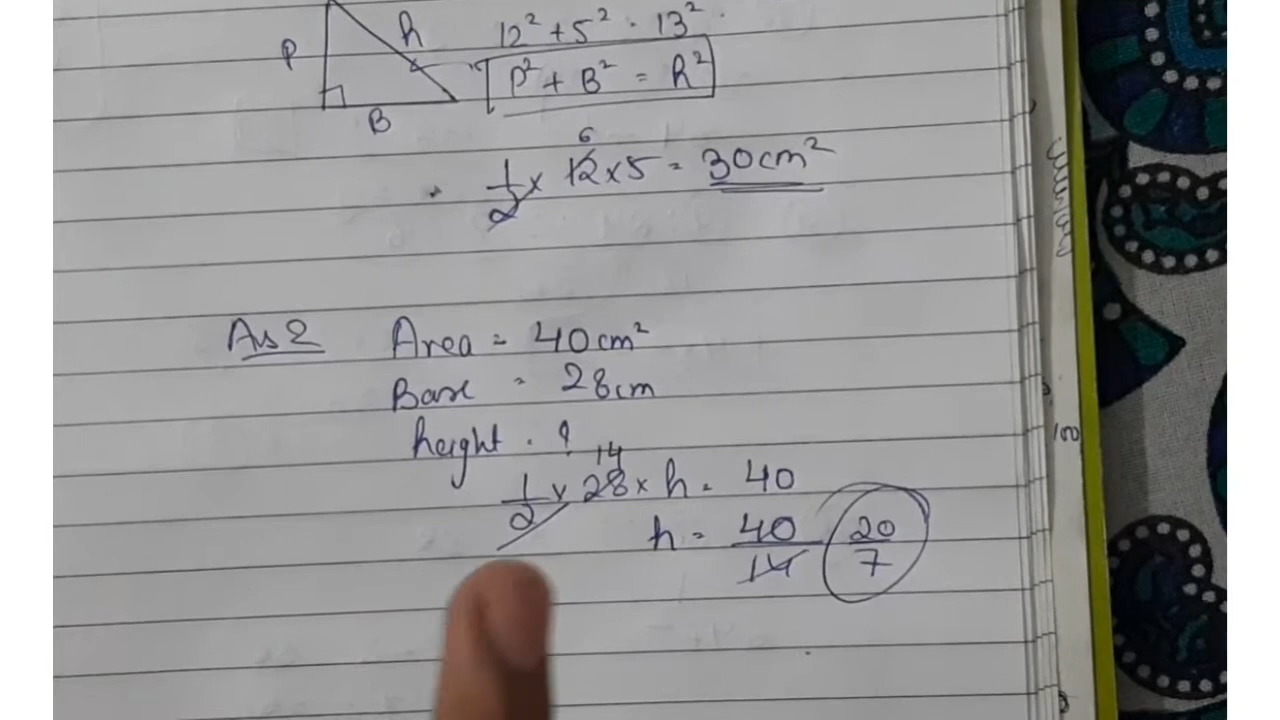 P h 12² + 5² = 13²
P² + B² = h²
B
6
1/2 × 12 × 5 = 30cm²
Ans 2 Area = 40cm²
Base = 28cm
height = ?
14
1/2 × 28 × h = 40
h = 40/14 20/7